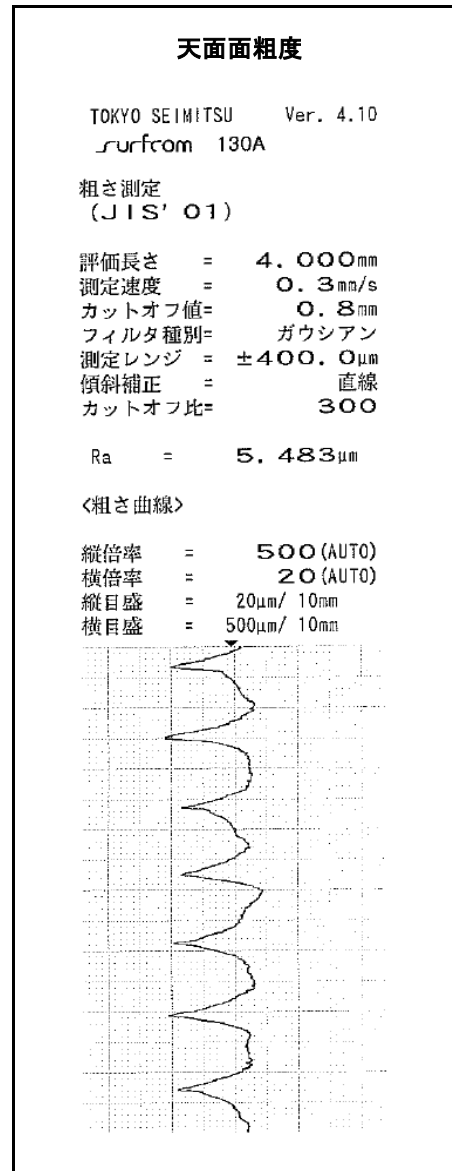 天面面粗度
TOKYO SEIMITSU Ver. 4.10
surfcom 130A
粗さ測定
(JIS'01)
評価長さ = 4.000mm
測定速度 = 0.3mm/s
カットオフ値= 0.8mm
フィルタ種別= ガウシアン
測定レンジ = ±400.0μm
傾斜補正 = 直線
カットオフ比= 300
Ra = 5.483μm
<粗さ曲線>
縦倍率 = 500(AUTO)
横倍率 = 20(AUTO)
縦目盛 = 20μm/ 10mm
横目盛 = 500μm/ 10mm